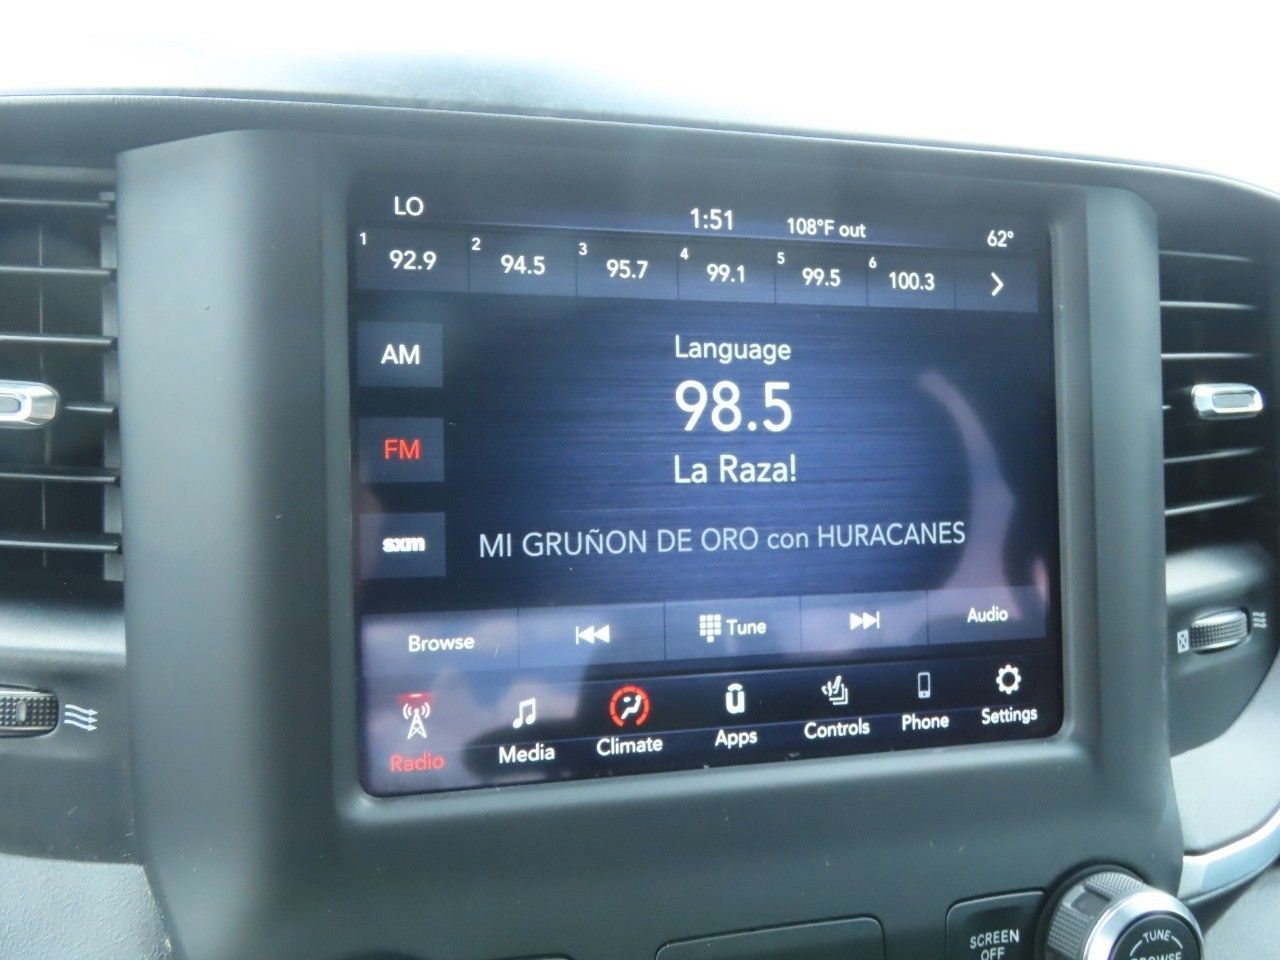 LO 1:51 108°F out 62°
1 92.9 2 94.5 3 95.7 4 99.1 5 99.5 6 100.3
AM
Language
98.5
FM
La Raza!
sxm
MI GRUÑON DE ORO con HURACANES
Browse Tune Audio
Radio Media Climate Apps Controls Phone Settings
SCREEN
OFF
TUNE
BROWSE